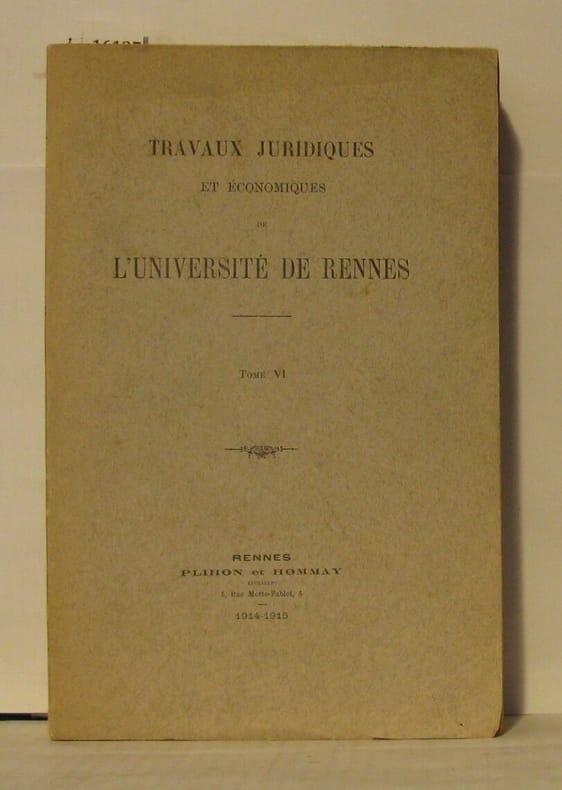 TRAVAUX JURIDIQUES
ET ÉCONOMIQUES
DE
L'UNIVERSITÉ DE RENNES
TOME VI
RENNES
PLIHON et HOMMAY
LIBRAIRES
5, Rue Motte-Fablet, 5
1914-1915